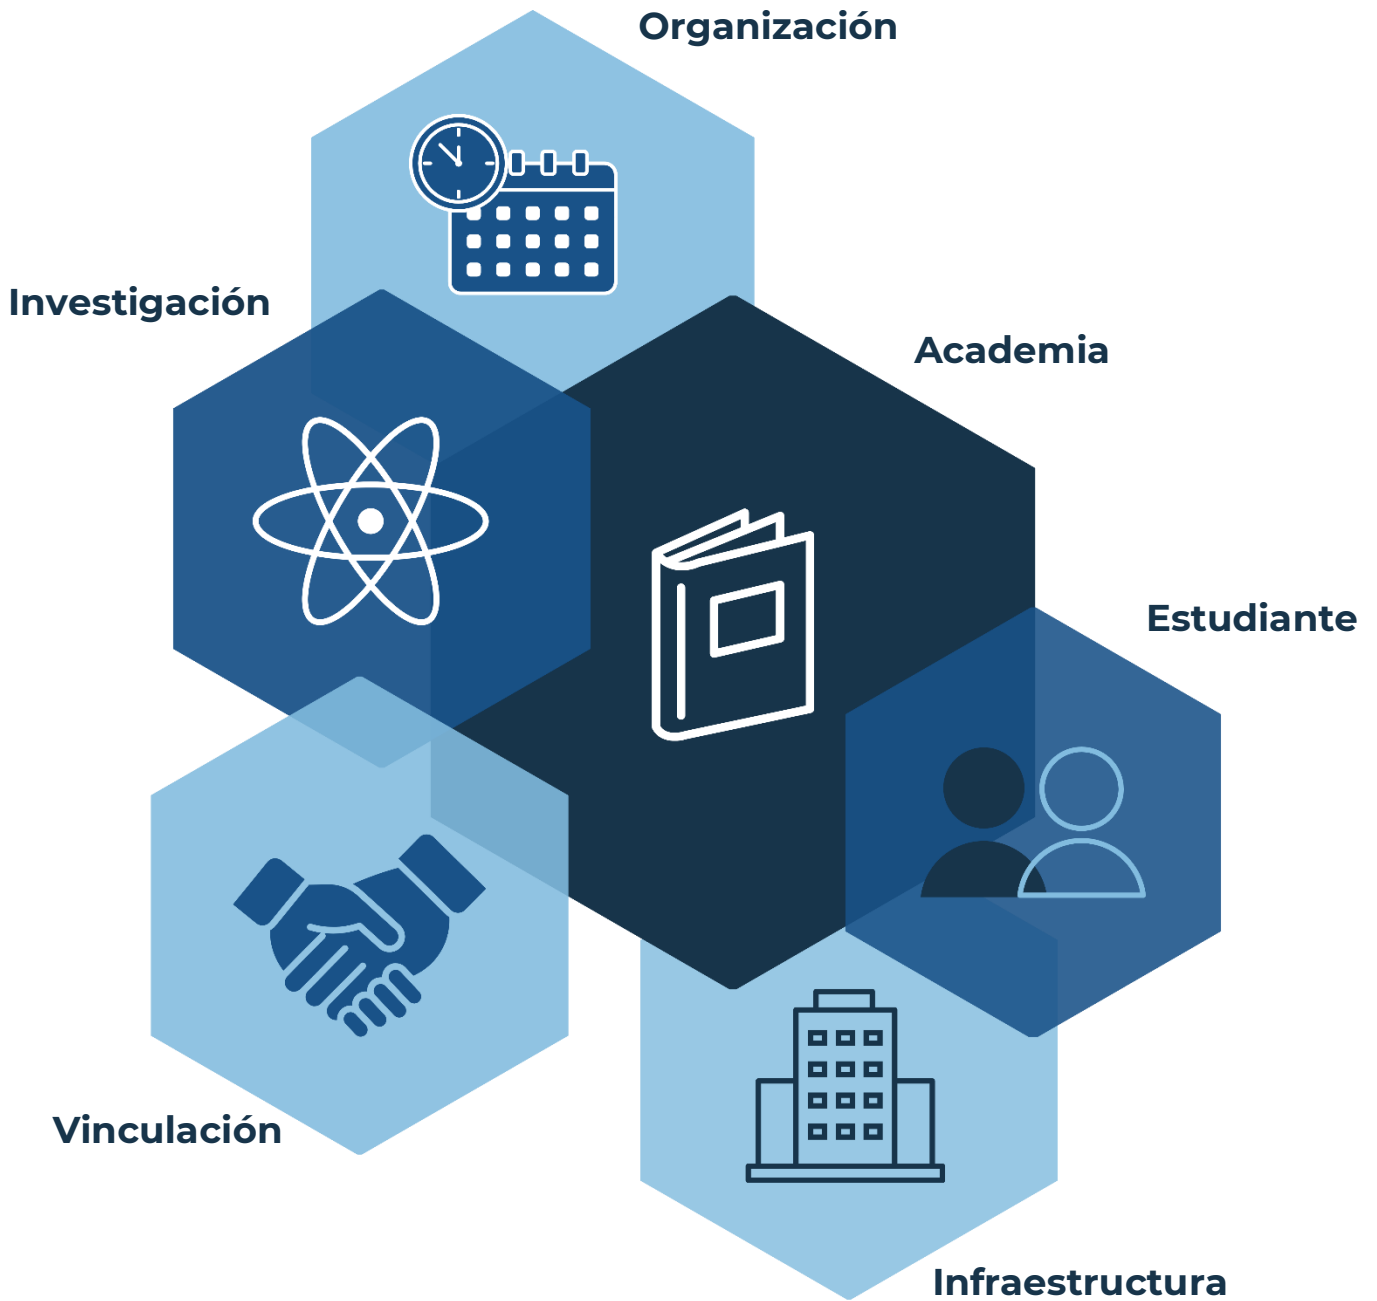 Organización
Investigación
Academia
Estudiante
Vinculación
Infraestructura